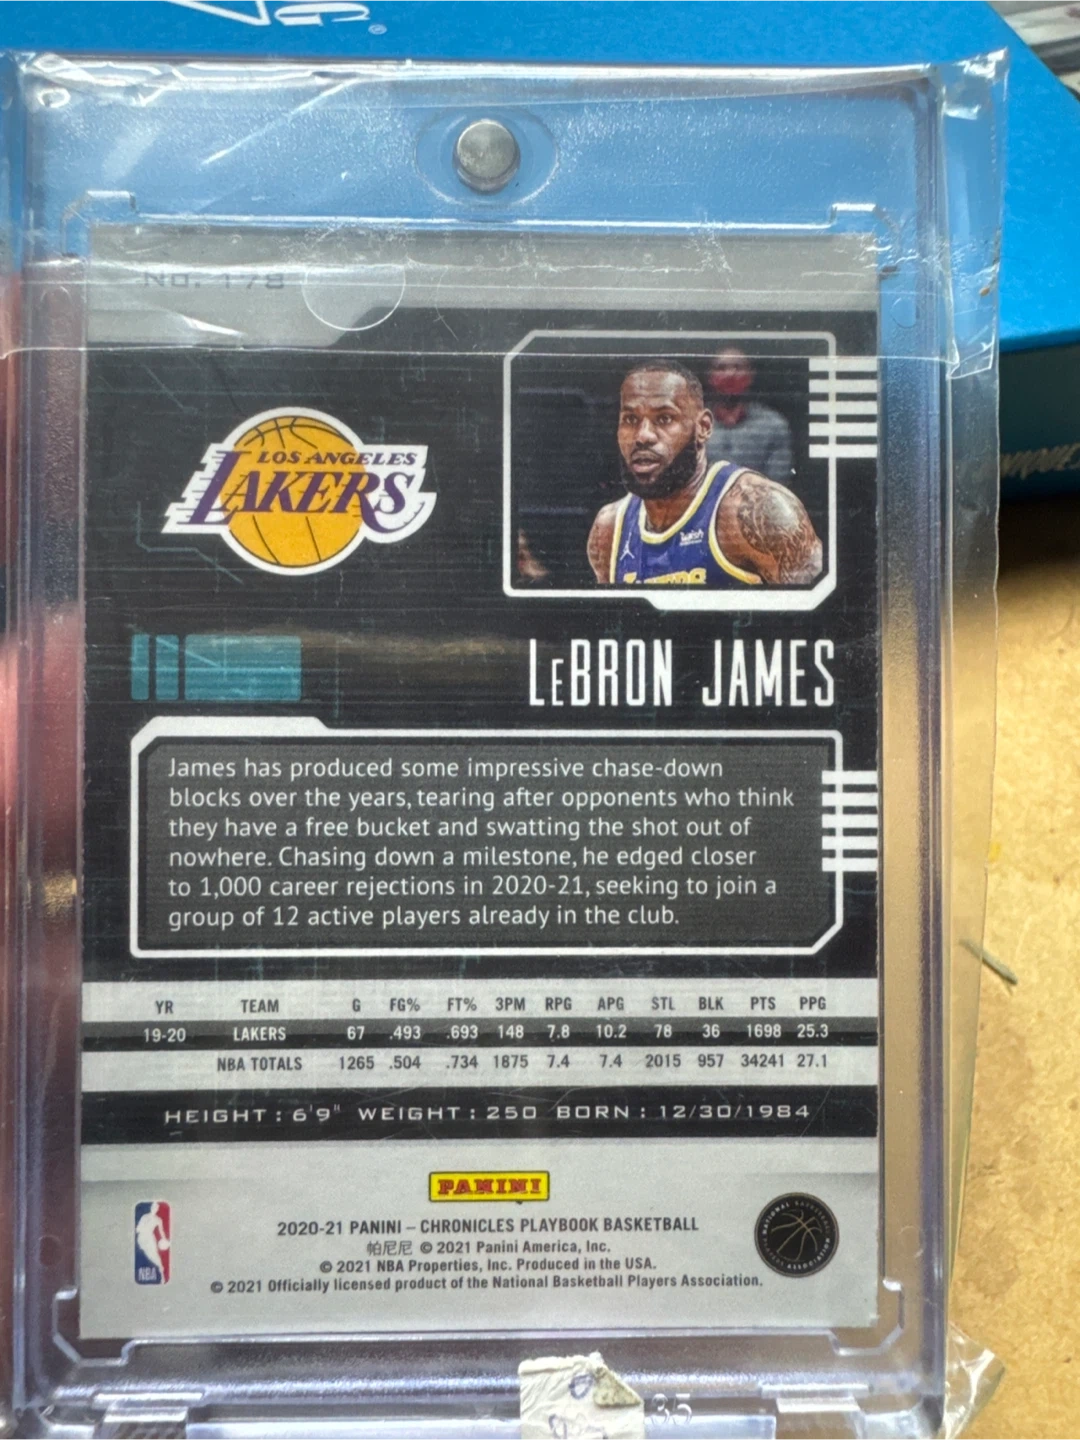 No. 178
LOS ANGELES
LAKERS
LeBRON JAMES
James has produced some impressive chase-down
blocks over the years, tearing after opponents who think
they have a free bucket and swatting the shot out of
nowhere. Chasing down a milestone, he edged closer
to 1,000 career rejections in 2020-21, seeking to join a
group of 12 active players already in the club.
YR TEAM G FG% FT% 3PM RPG APG STL BLK PTS PPG
19-20 LAKERS 67 .493 .693 148 7.8 10.2 78 36 1698 25.3
NBA TOTALS 1265 .504 .734 1875 7.4 7.4 2015 957 34241 27.1
HEIGHT : 6'9" WEIGHT : 250 BORN : 12/30/1984
PANINI
2020-21 PANINI – CHRONICLES PLAYBOOK BASKETBALL
帕尼尼 © 2021 Panini America, Inc.
© 2021 NBA Properties, Inc. Produced in the USA.
© 2021 Officially licensed product of the National Basketball Players Association.
NBA
NATIONAL BASKETBALL PLAYERS ASSOCIATION
35